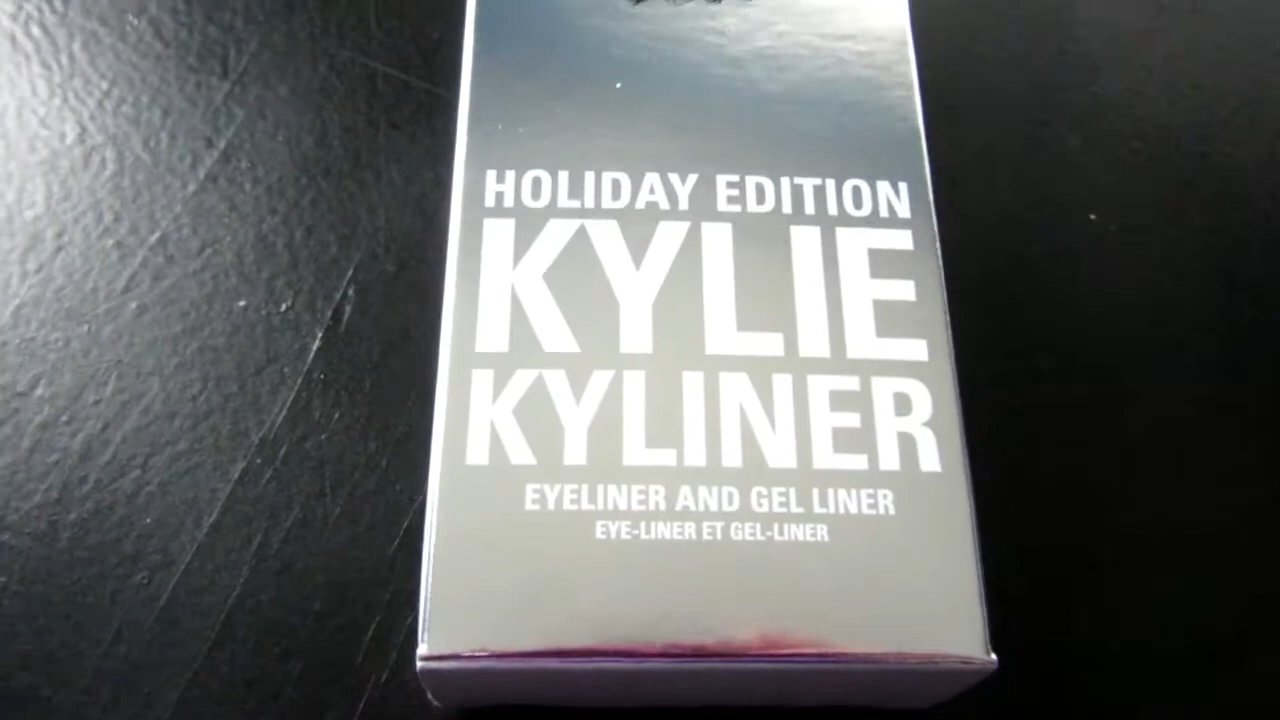 HOLIDAY EDITION
KYLIE
KYLINER
EYELINER AND GEL LINER
EYE-LINER ET GEL-LINER